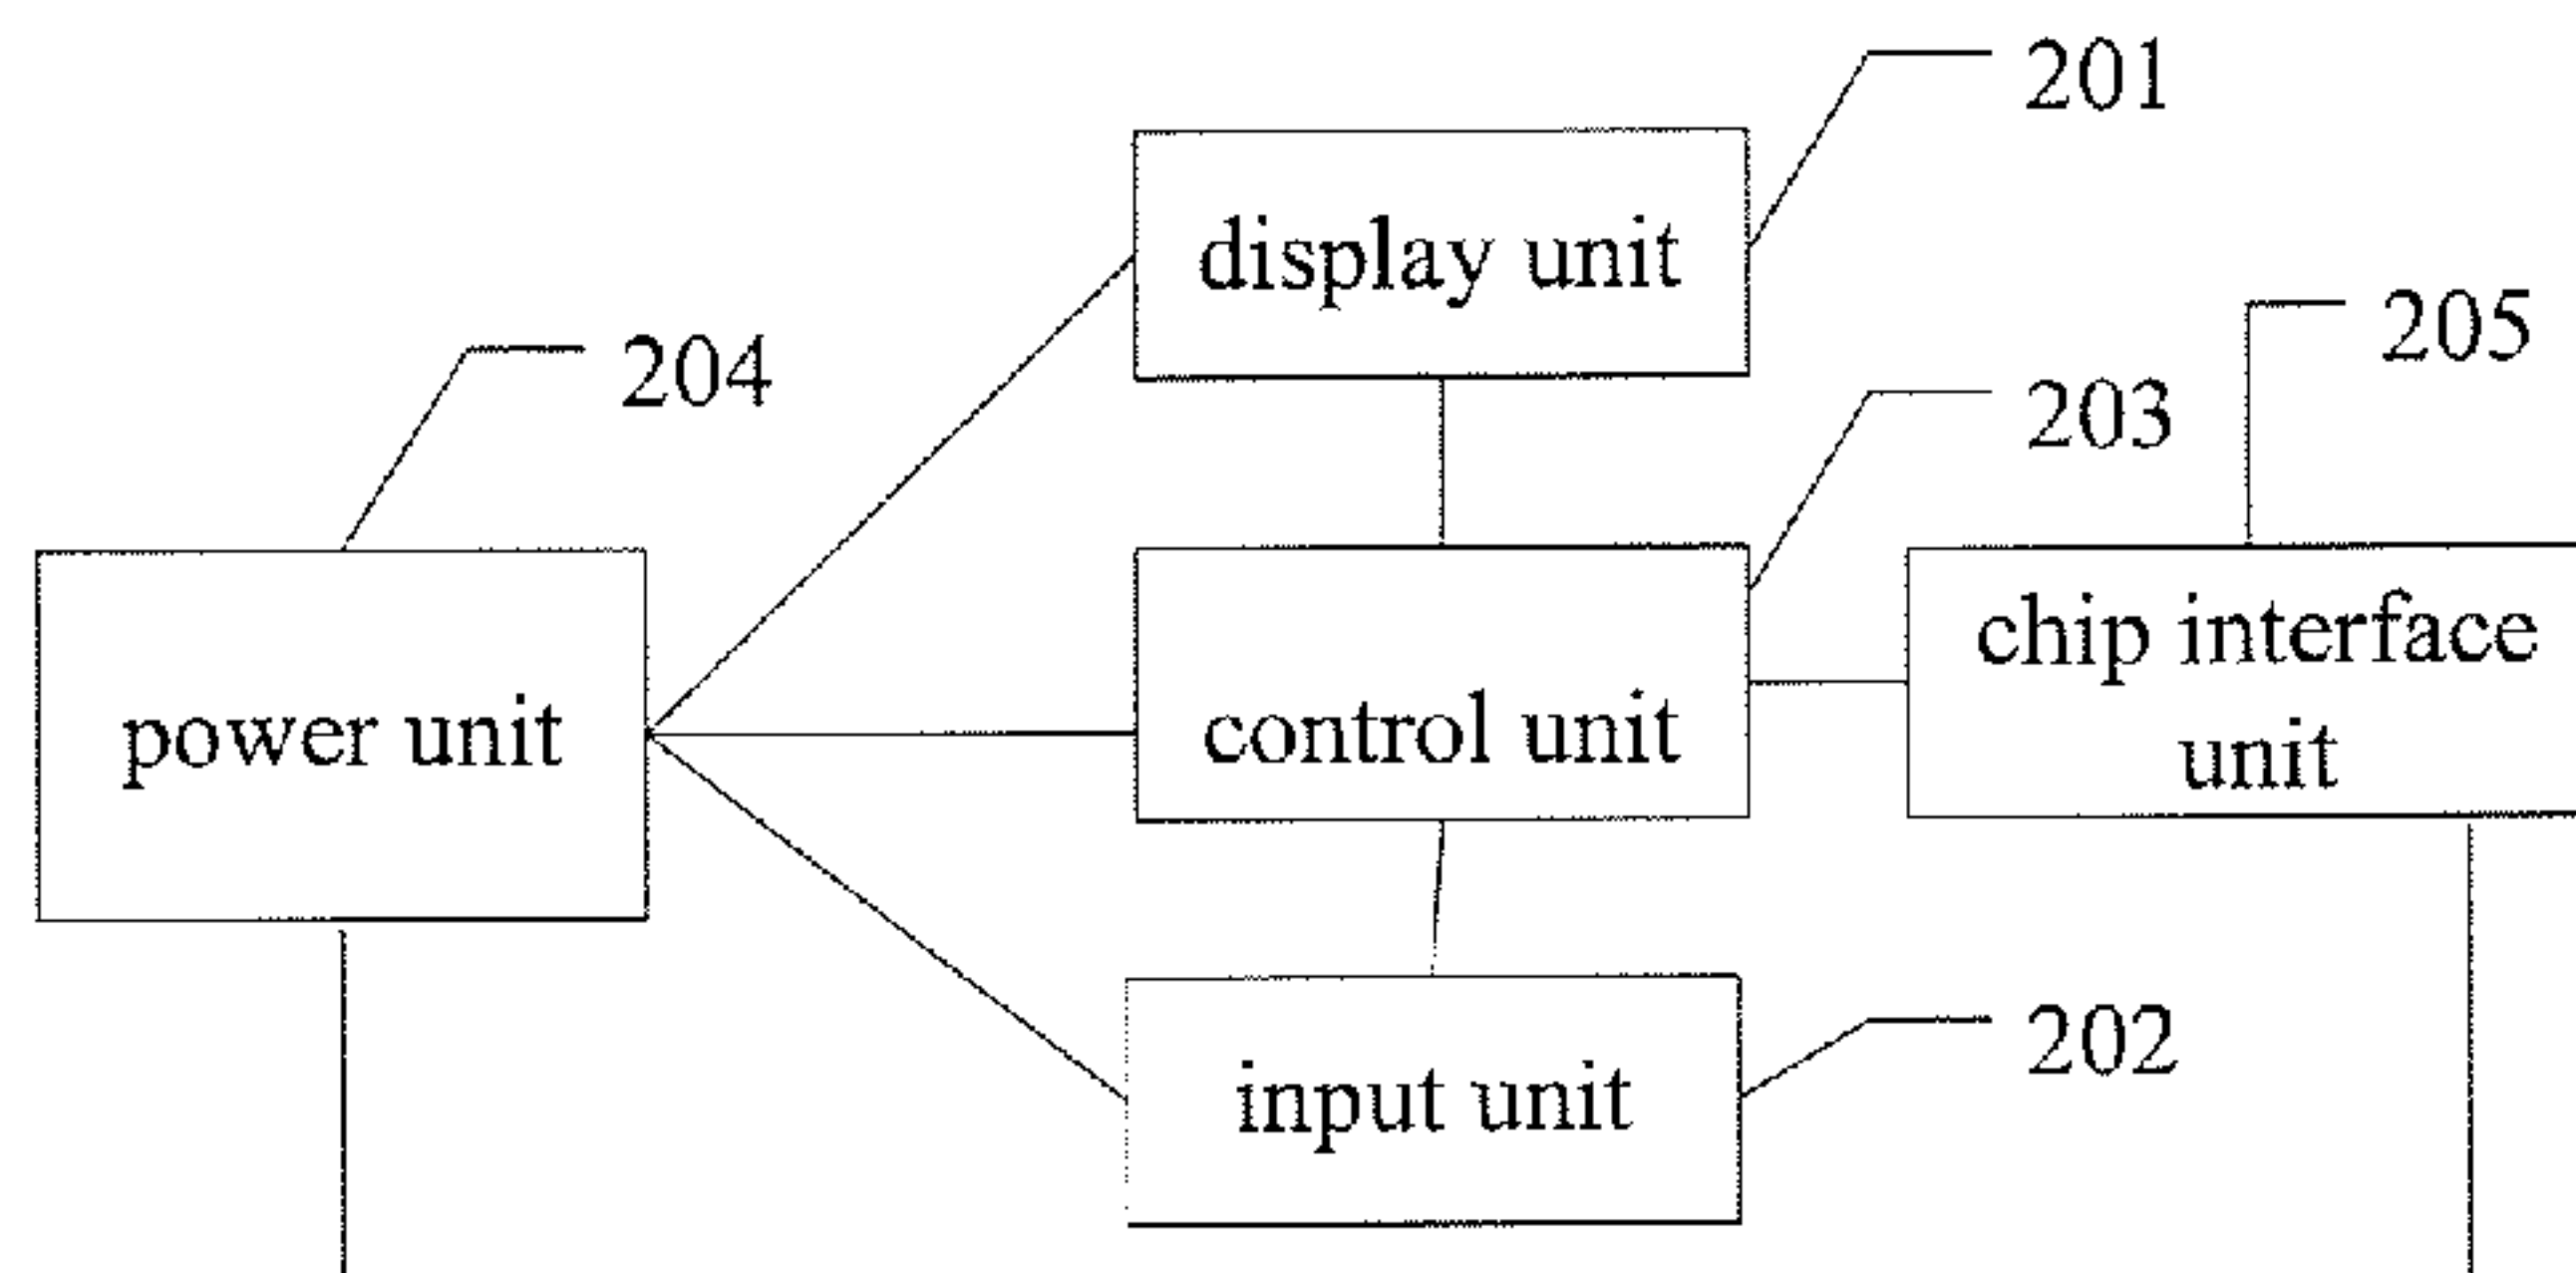 201
display unit
205
204
203
chip interface
unit
power unit
control unit
202
input unit